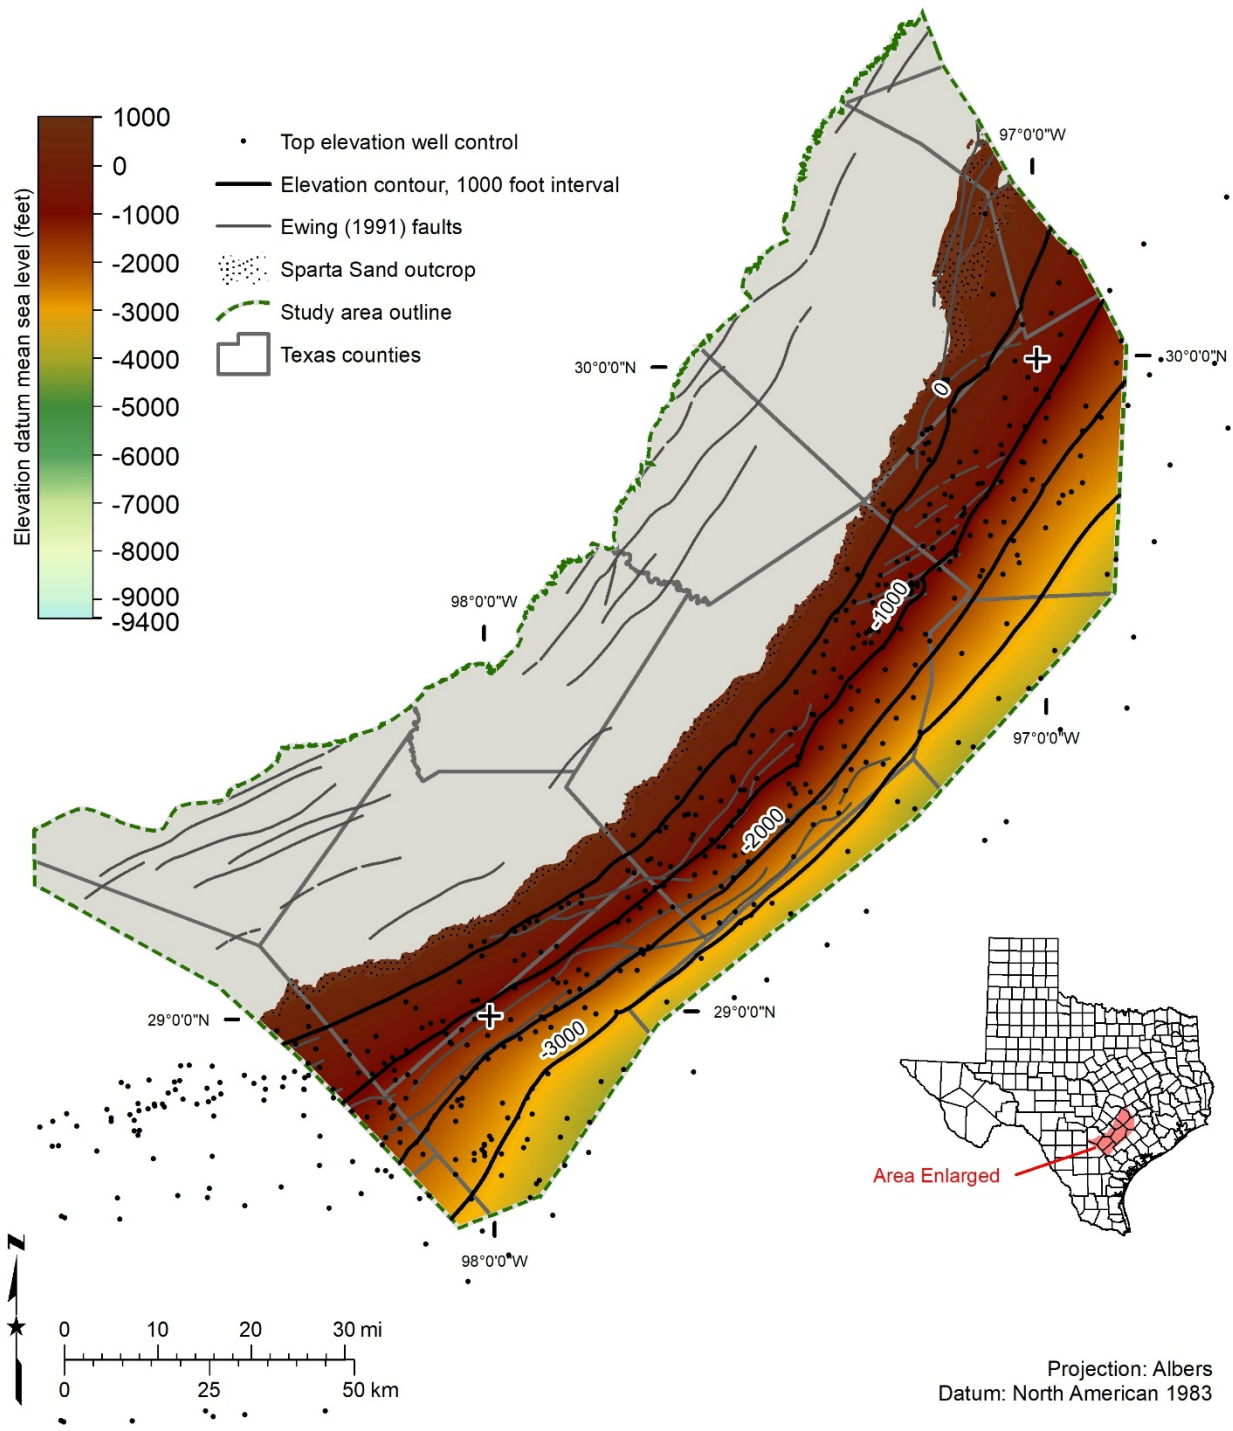 Elevation datum mean sea level (feet)
1000
0
-1000
-2000
-3000
-4000
-5000
-6000
-7000
-8000
-9000
-9400
Top elevation well control
Elevation contour, 1000 foot interval
Ewing (1991) faults
Sparta Sand outcrop
Study area outline
Texas counties
97°0'0"W
30°0'0"N
30°0'0"N
0
98°0'0"W
-1000
97°0'0"W
-2000
29°0'0"N
29°0'0"N
-3000
98°0'0"W
Area Enlarged
N
0 10 20 30 mi
0 25 50 km
Projection: Albers
Datum: North American 1983